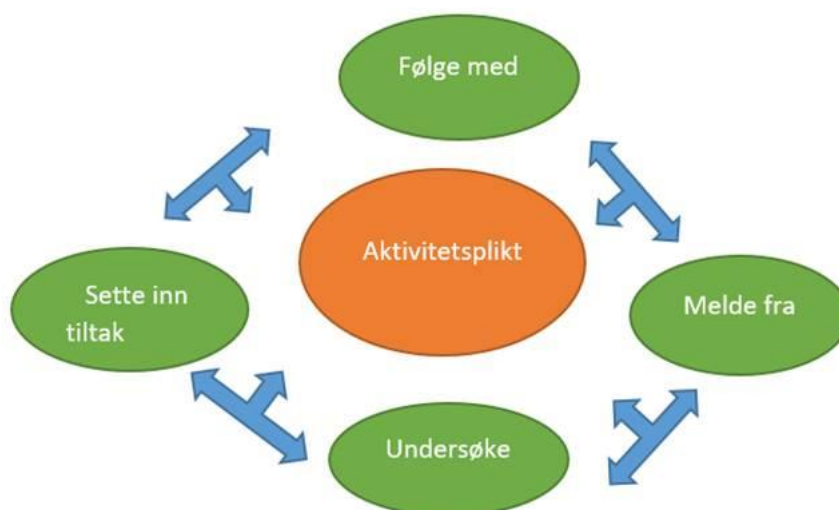 Følge med
Aktivitetsplikt
Sette inn
tiltak
Melde fra
Undersøke